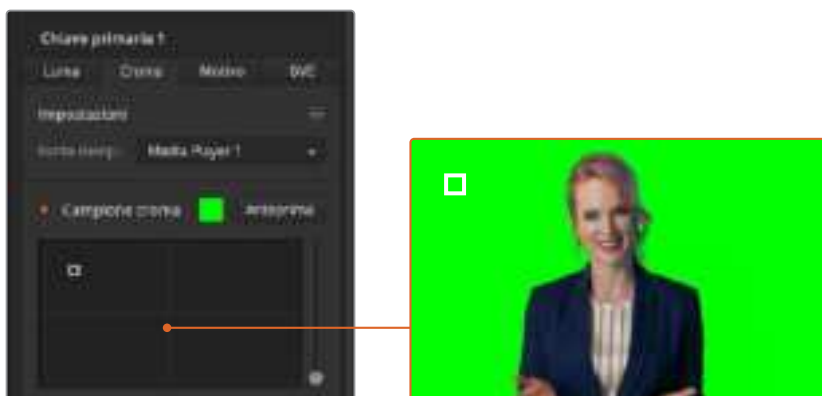 Chiave primaria 1
Luma Croma Motivo DVE
Impostazioni
Media Player 1
Campione croma Anteprima